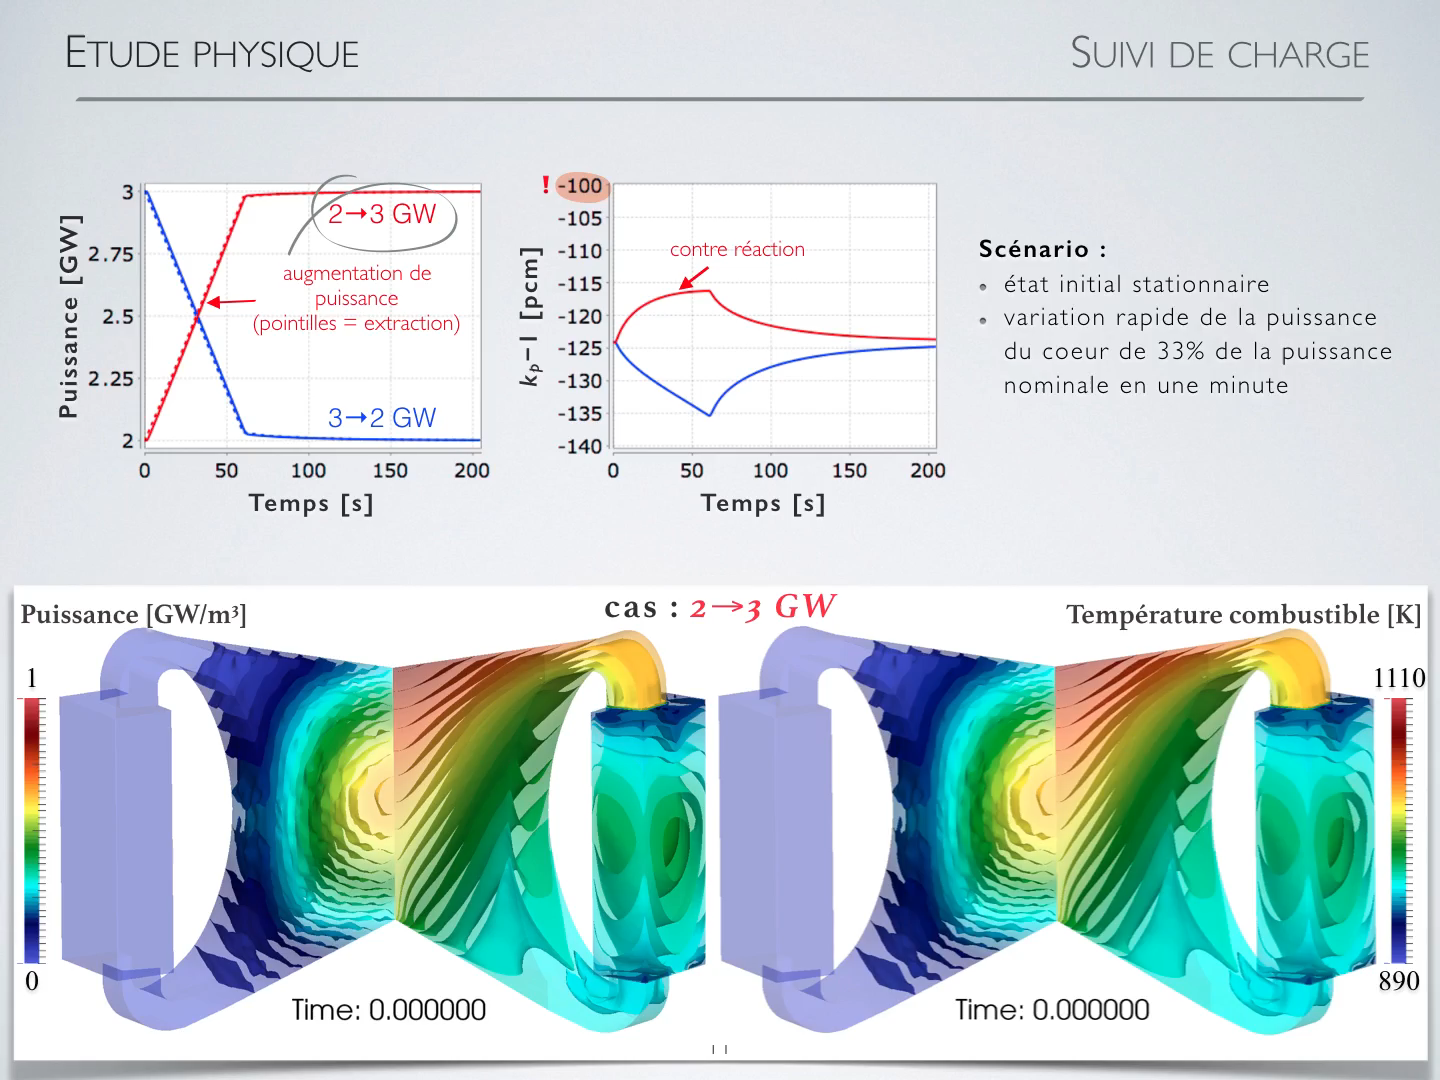 ETUDE PHYSIQUE
SUIVI DE CHARGE
Puissance [GW]
3
2.75
2.5
2.25
2
2→3 GW
augmentation de
puissance
(pointilles = extraction)
3→2 GW
0 50 100 150 200
Temps [s]
kp−1 [pcm]
! -100
-105
-110
-115
-120
-125
-130
-135
-140
contre réaction
0 50 100 150 200
Temps [s]
Scénario :
• état initial stationnaire
• variation rapide de la puissance
du coeur de 33% de la puissance
nominale en une minute
Puissance [GW/m³]
cas : 2→3 GW
Température combustible [K]
1
0
1110
890
Time: 0.000000
Time: 0.000000
11